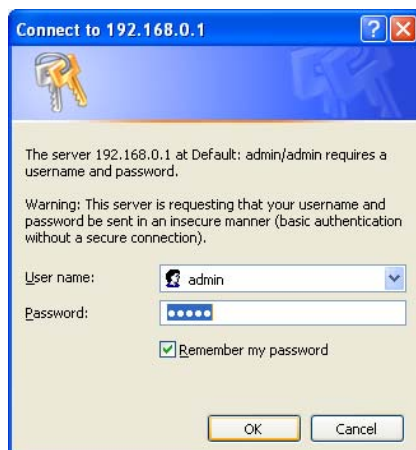 Connect to 192.168.0.1
The server 192.168.0.1 at Default: admin/admin requires a
username and password.
Warning: This server is requesting that your username and
password be sent in an insecure manner (basic authentication
without a secure connection).
User name:
admin
Password:
●●●●●
Remember my password
OK
Cancel